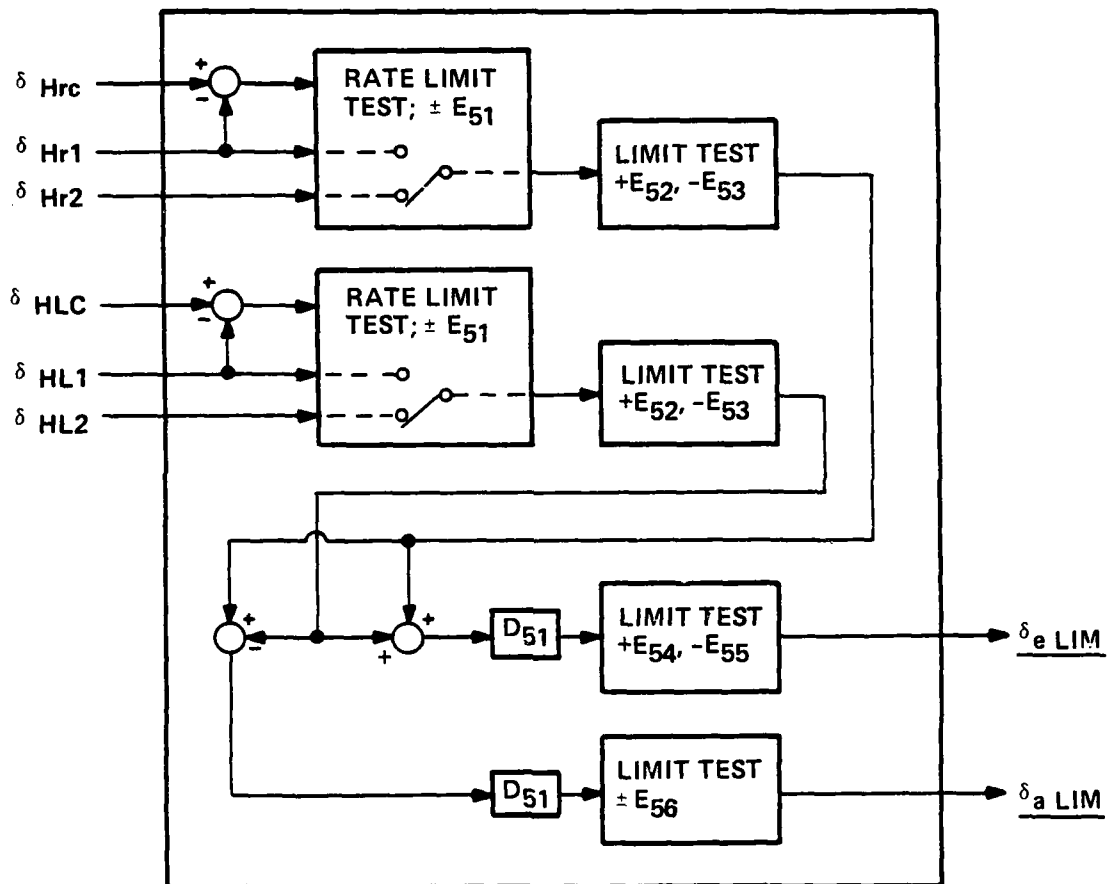 δ Hrc
+
-
RATE LIMIT
TEST; ± E51
δ Hr1
δ Hr2
LIMIT TEST
+E52, -E53
δ HLC
+
-
RATE LIMIT
TEST; ± E51
δ HL1
δ HL2
LIMIT TEST
+E52, -E53
+
-
+
+
D51
LIMIT TEST
+E54, -E55
δe LIM
D51
LIMIT TEST
± E56
δa LIM